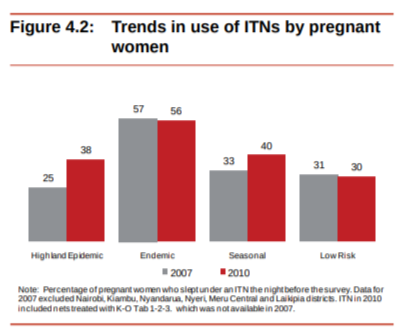 Figure 4.2: Trends in use of ITNs by pregnant
women
57 56
38 40
25 33 31 30
Highland Epidemic Endemic Seasonal Low Risk
2007 2010
Note: Percentage of pregnant women who slept under an ITN the night before the survey. Data for
2007 excluded Nairobi, Kiambu, Nyandarua, Nyeri, Meru Central and Laikipia districts. ITN in 2010
included nets treated with K-O Tab 1-2-3. which was not available in 2007.